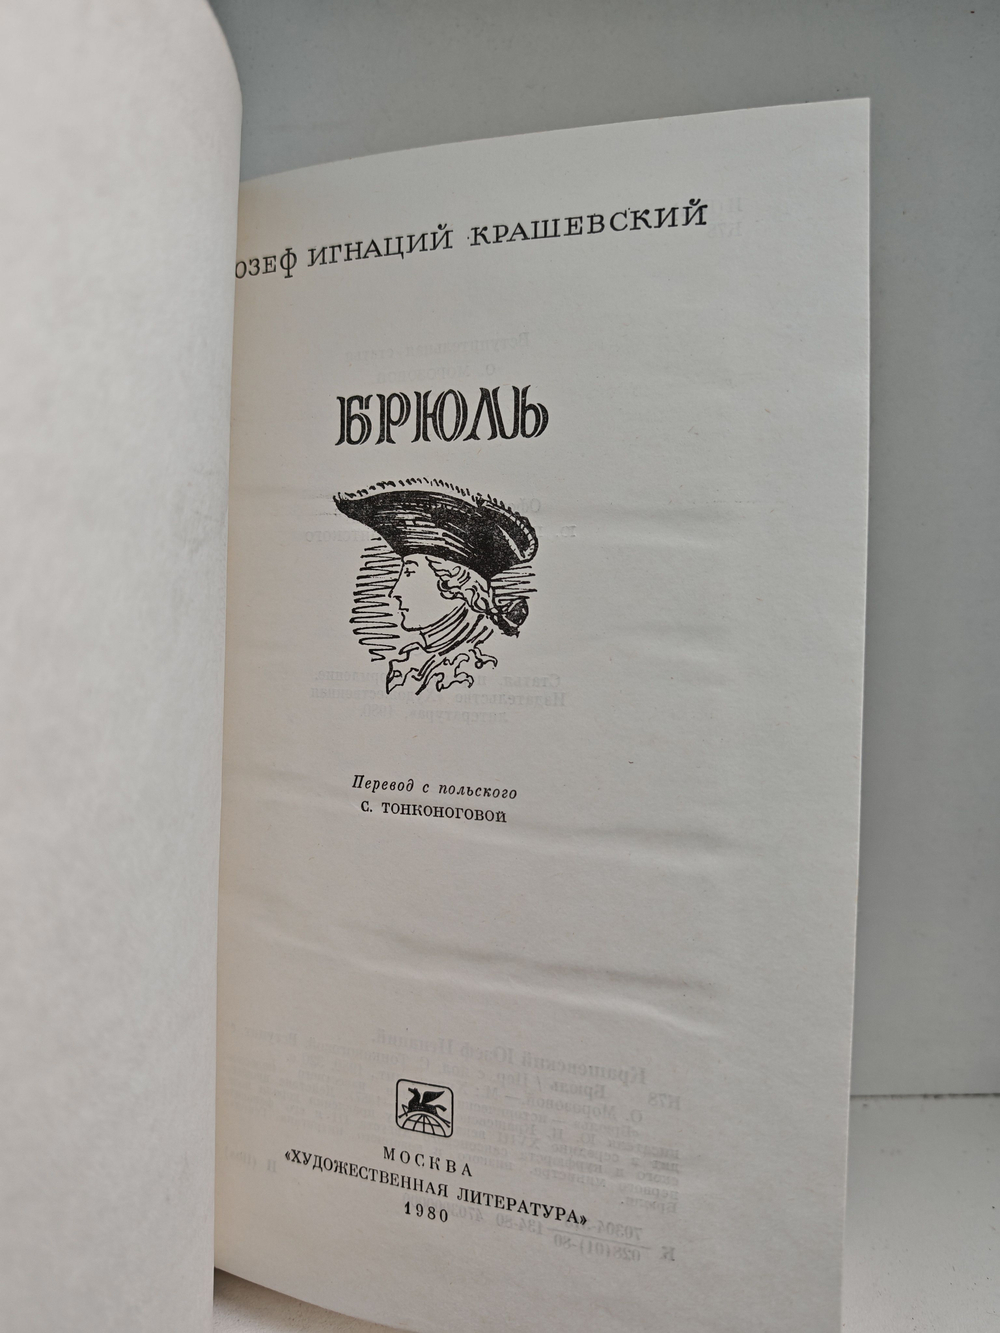 ОЗЕФ ИГНАЦИЙ КРАШЕВСКИЙ
БРЮЛЬ
Перевод с польского
С. ТОНКОНОГОВОЙ
МОСКВА
«ХУДОЖЕСТВЕННАЯ ЛИТЕРАТУРА»
1980